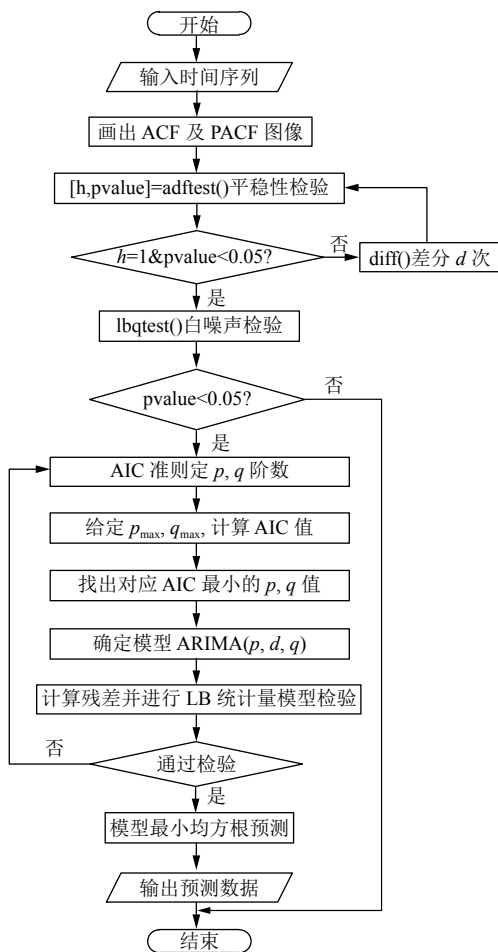 开始
输入时间序列
画出 ACF 及 PACF 图像
[h,pvalue]=adftest()平稳性检验
h=1&pvalue<0.05?
否
diff()差分 d 次
是
lbqtest()白噪声检验
pvalue<0.05?
否
是
AIC 准则定 p, q 阶数
给定 pmax, qmax, 计算 AIC 值
找出对应 AIC 最小的 p, q 值
确定模型 ARIMA(p, d, q)
计算残差并进行 LB 统计量模型检验
否
通过检验
是
模型最小均方根预测
输出预测数据
结束